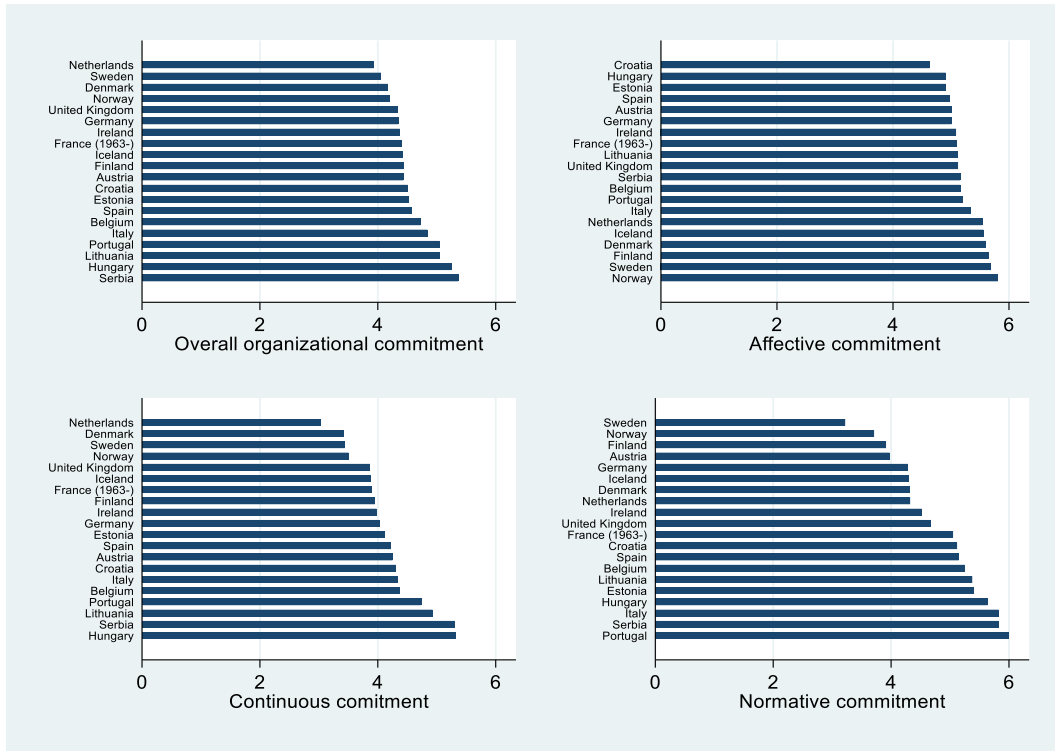 Netherlands
Sweden
Denmark
Norway
United Kingdom
Germany
Ireland
France (1963-)
Iceland
Finland
Austria
Croatia
Estonia
Spain
Belgium
Italy
Portugal
Lithuania
Hungary
Serbia
0 2 4 6
Overall organizational commitment
Croatia
Hungary
Estonia
Spain
Austria
Germany
Ireland
France (1963-)
Lithuania
United Kingdom
Serbia
Belgium
Portugal
Italy
Netherlands
Iceland
Denmark
Finland
Sweden
Norway
0 2 4 6
Affective commitment
Netherlands
Denmark
Sweden
Norway
United Kingdom
Iceland
France (1963-)
Finland
Ireland
Germany
Estonia
Spain
Austria
Croatia
Italy
Belgium
Portugal
Lithuania
Serbia
Hungary
0 2 4 6
Continuous comitment
Sweden
Norway
Finland
Austria
Germany
Iceland
Denmark
Netherlands
Ireland
United Kingdom
France (1963-)
Croatia
Spain
Belgium
Lithuania
Estonia
Hungary
Italy
Serbia
Portugal
0 2 4 6
Normative commitment